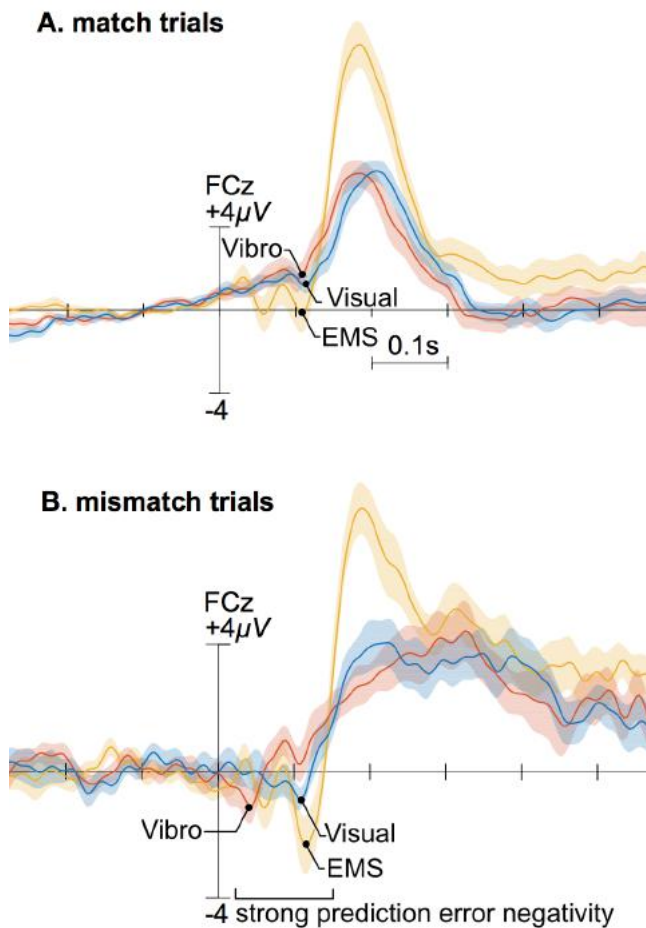 A. match trials
FCz
+4µV
Vibro
Visual
EMS
0.1s
-4
B. mismatch trials
FCz
+4µV
Vibro
Visual
EMS
-4 strong prediction error negativity